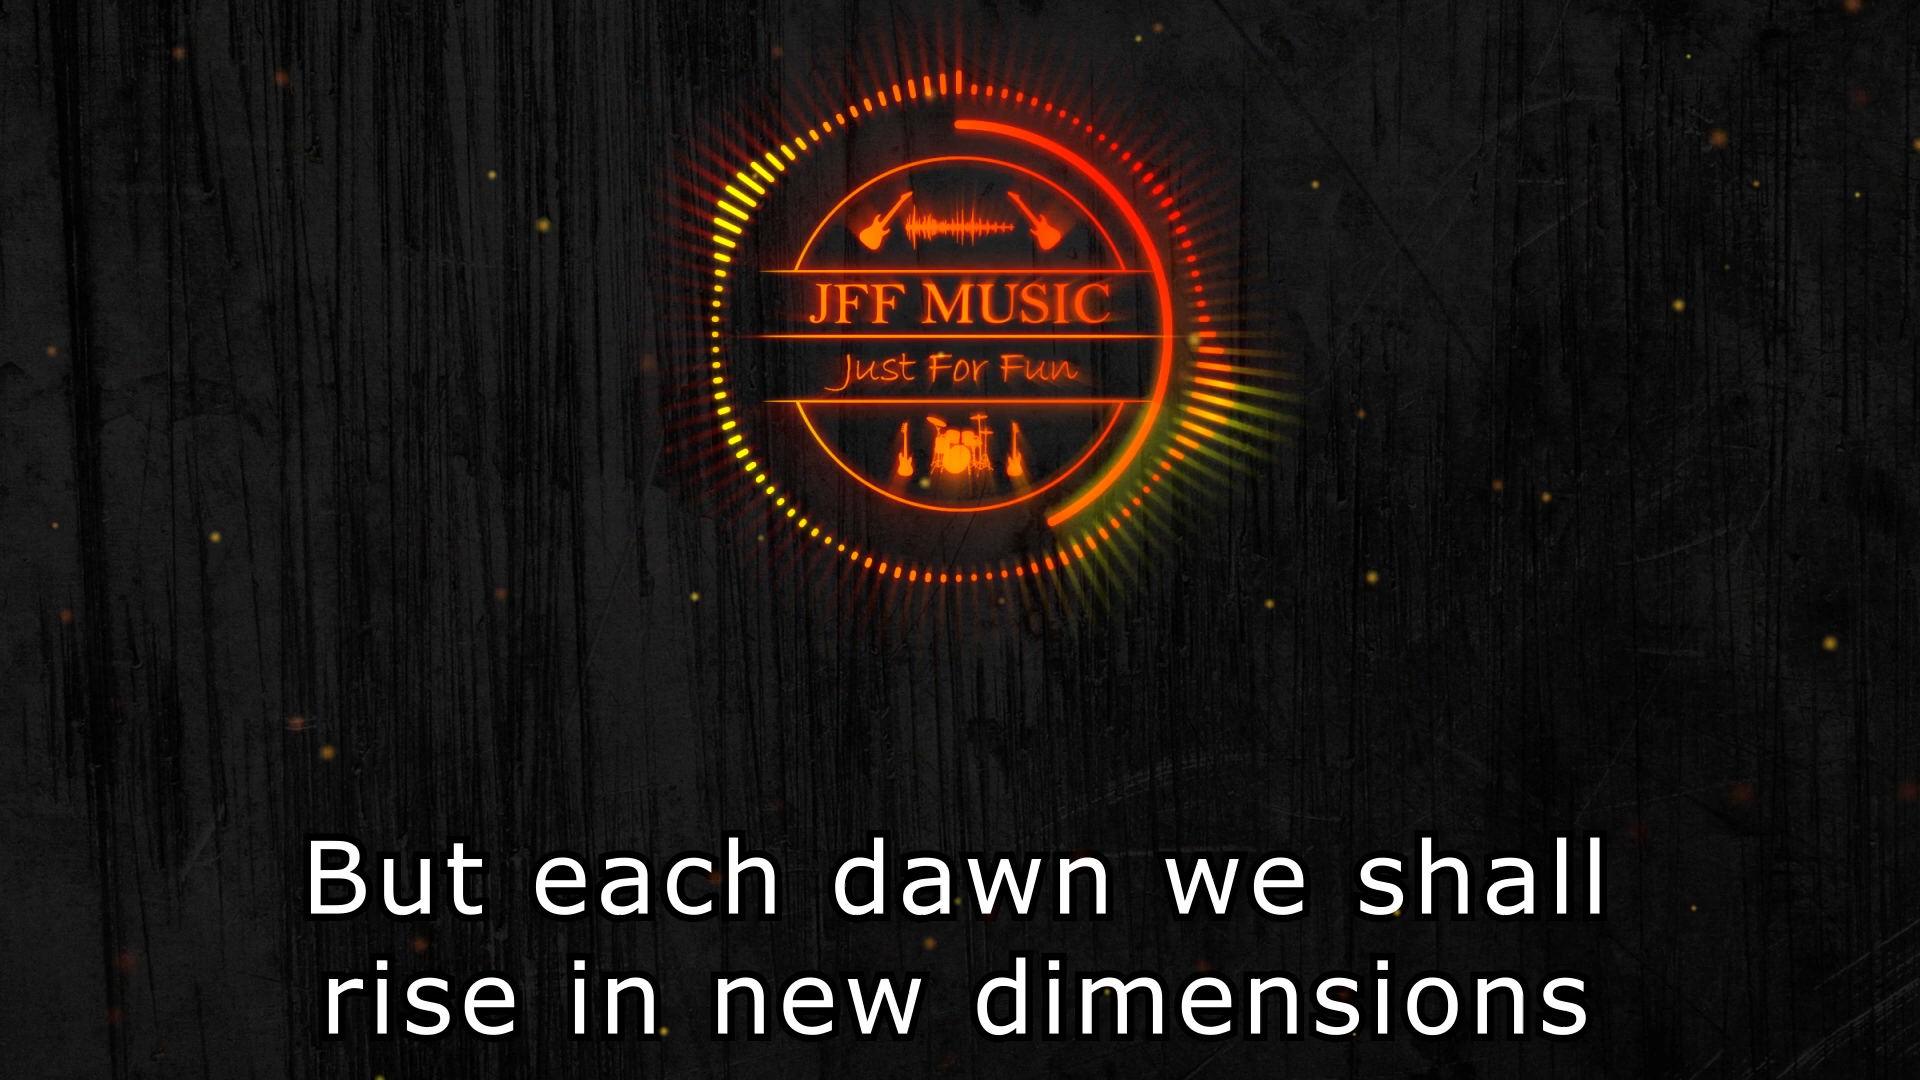 JFF MUSIC
Just For Fun
But each dawn we shall
rise in new dimensions